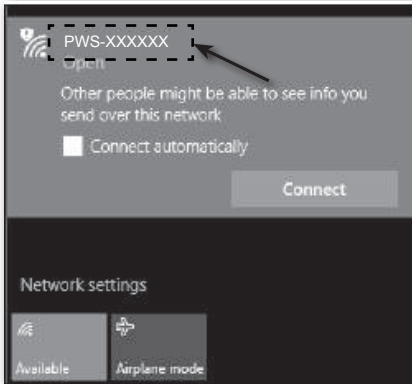 PWS-XXXXXX
Open
Other people might be able to see info you
send over this network
Connect automatically
Connect
Network settings
Available
Airplane mode